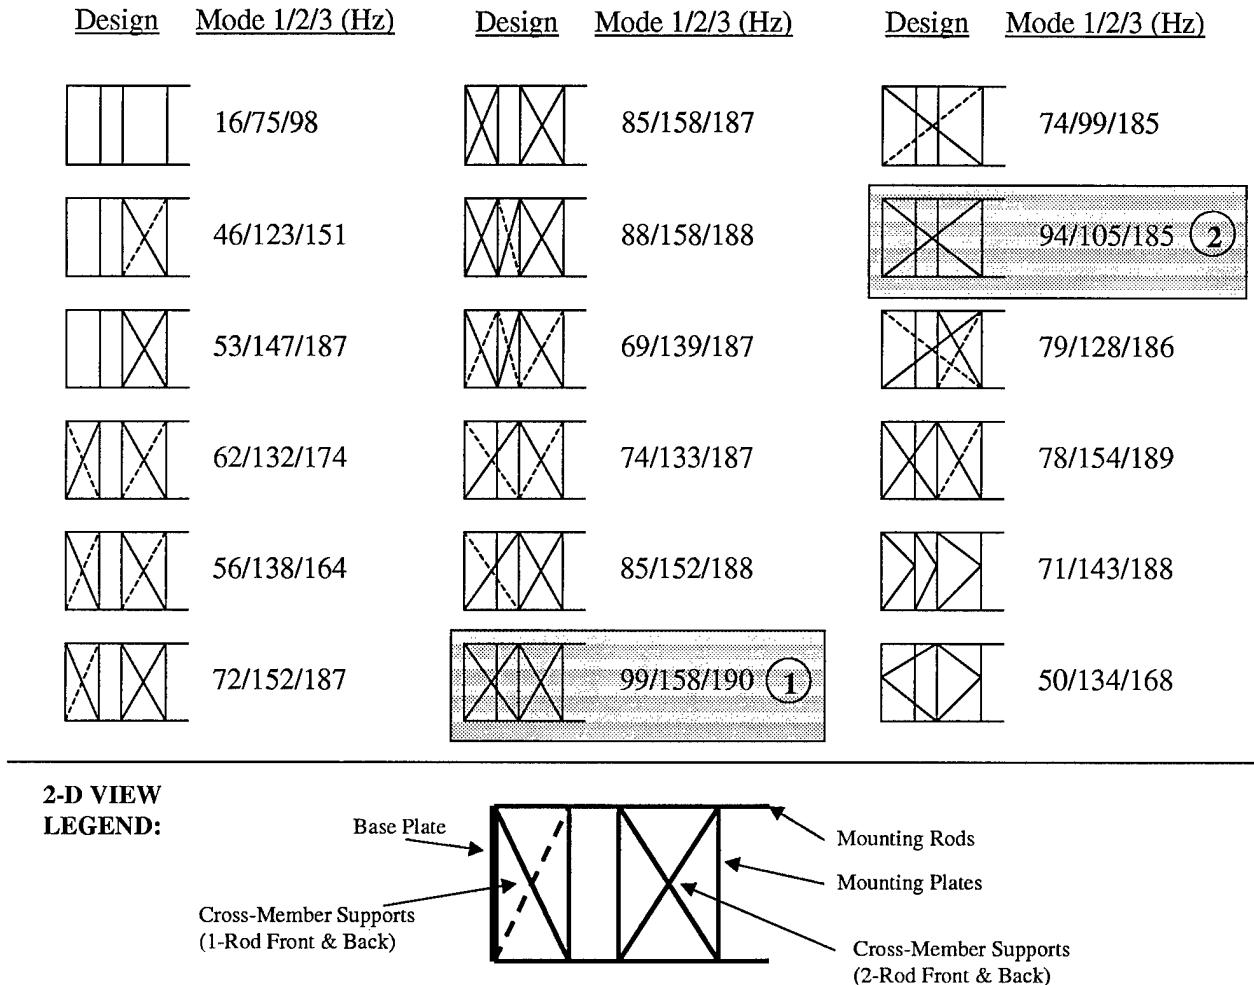 Design Mode 1/2/3 (Hz) Design Mode 1/2/3 (Hz) Design Mode 1/2/3 (Hz)
16/75/98 85/158/187 74/99/185
46/123/151 88/158/188 94/105/185 2
53/147/187 69/139/187 79/128/186
62/132/174 74/133/187 78/154/189
56/138/164 85/152/188 71/143/188
72/152/187 99/158/190 1 50/134/168
2-D VIEW
LEGEND:
Base Plate
Mounting Rods
Mounting Plates
Cross-Member Supports
(1-Rod Front & Back)
Cross-Member Supports
(2-Rod Front & Back)